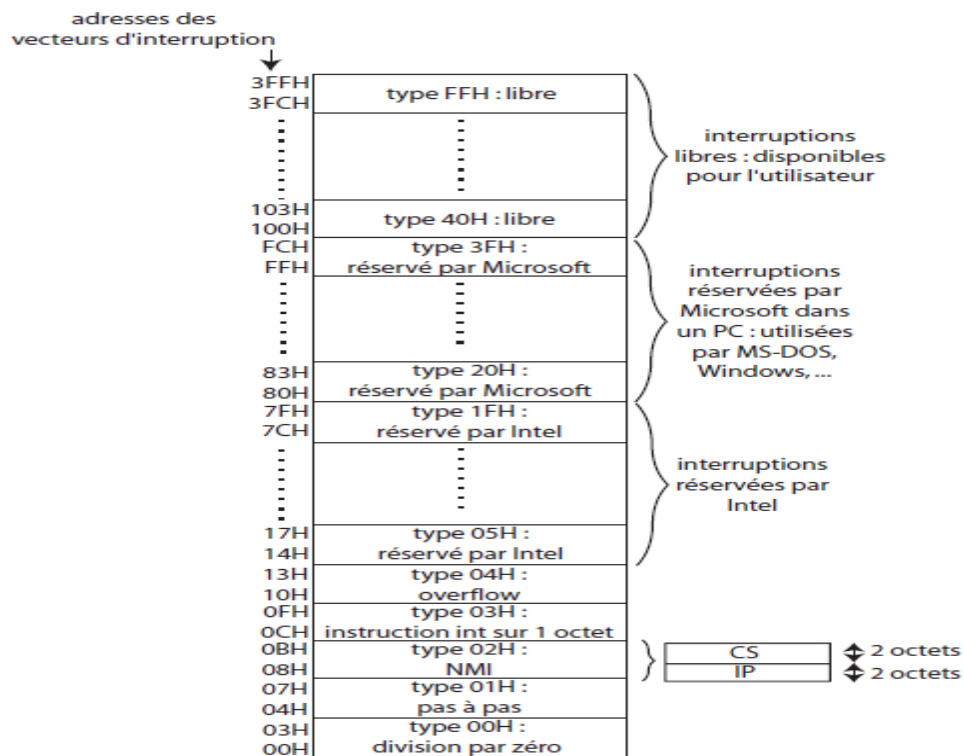 adresses des
vecteurs d'interruption
3FFH
3FCH
type FFH : libre
interruptions
libres : disponibles
pour l'utilisateur
103H
100H
type 40H : libre
FCH
FFH
type 3FH :
réservé par Microsoft
interruptions
réservées par
Microsoft dans
un PC : utilisées
par MS-DOS,
Windows, ...
83H
80H
type 20H :
réservé par Microsoft
7FH
7CH
type 1FH :
réservé par Intel
interruptions
réservées par
Intel
17H
14H
type 05H :
réservé par Intel
13H
10H
type 04H :
overflow
0FH
0CH
type 03H :
instruction int sur 1 octet
0BH
08H
type 02H :
NMI
CS
2 octets
IP
2 octets
07H
04H
type 01H :
pas à pas
03H
00H
type 00H :
division par zéro